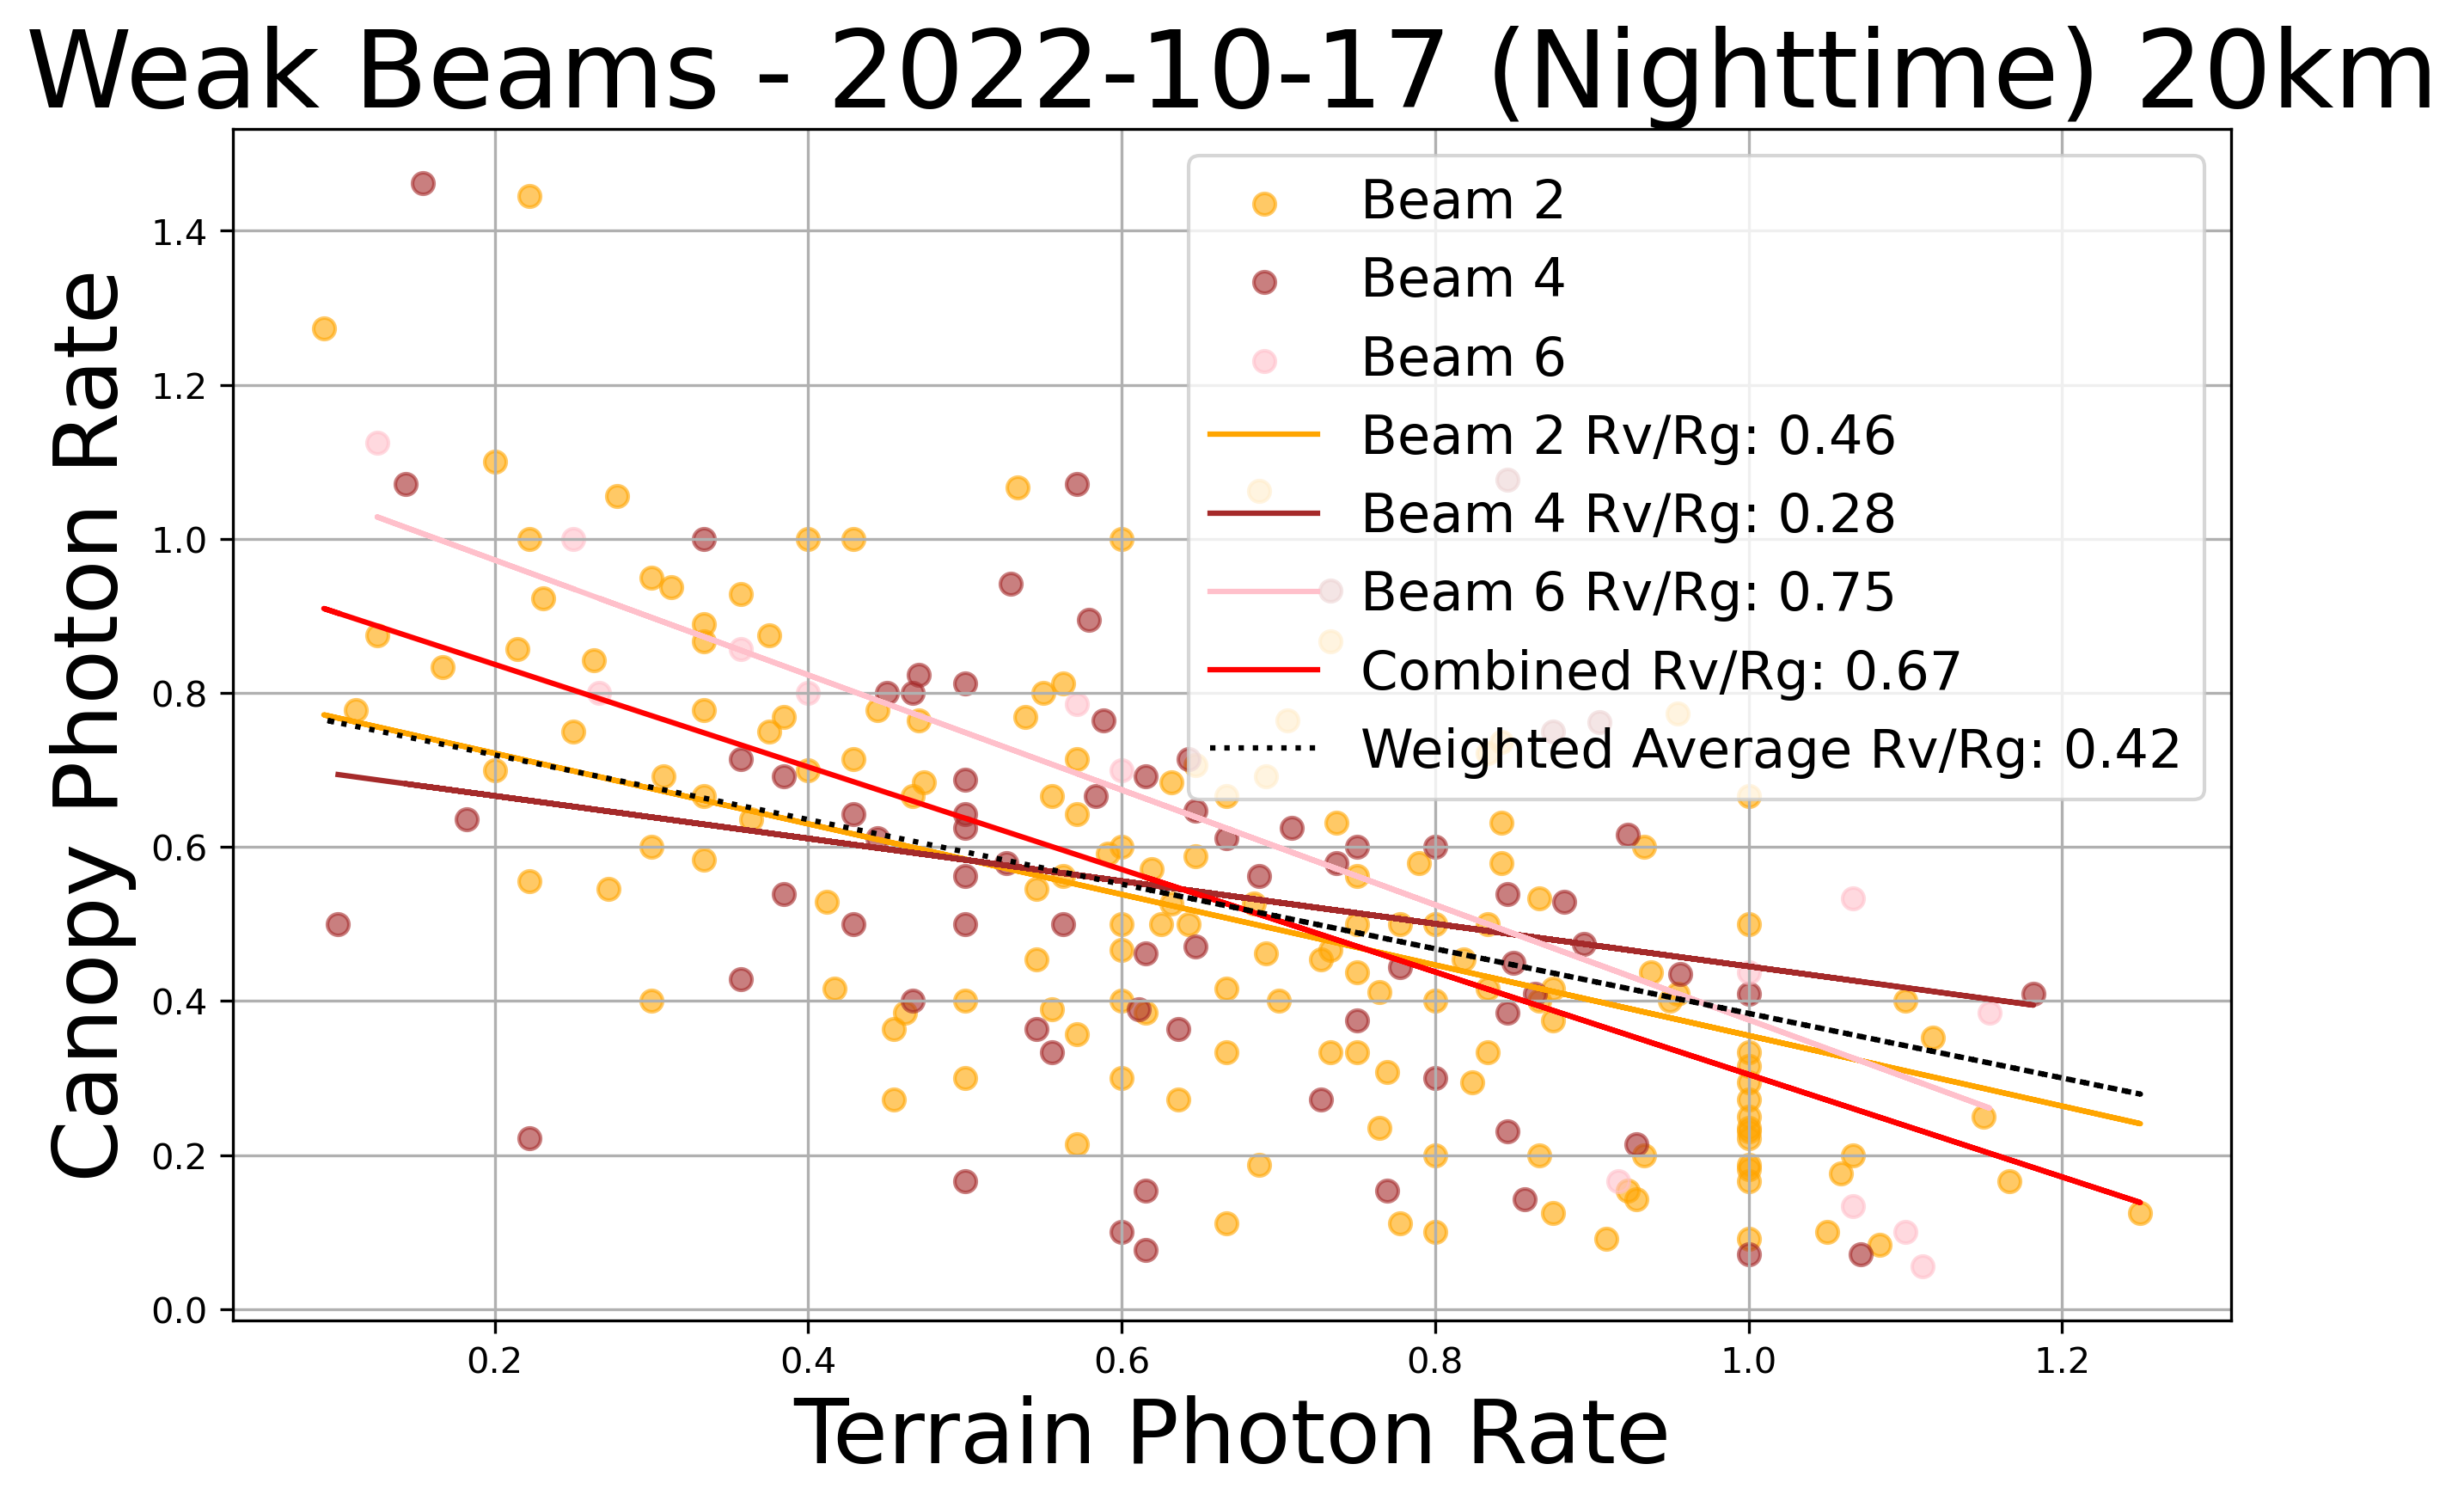 Weak Beams - 2022-10-17 (Nighttime) 20km
Canopy Photon Rate
1.4
1.2
1.0
0.8
0.6
0.4
0.2
0.0
Beam 2
Beam 4
Beam 6
Beam 2 Rv/Rg: 0.46
Beam 4 Rv/Rg: 0.28
Beam 6 Rv/Rg: 0.75
Combined Rv/Rg: 0.67
Weighted Average Rv/Rg: 0.42
0.2 0.4 0.6 0.8 1.0 1.2
Terrain Photon Rate